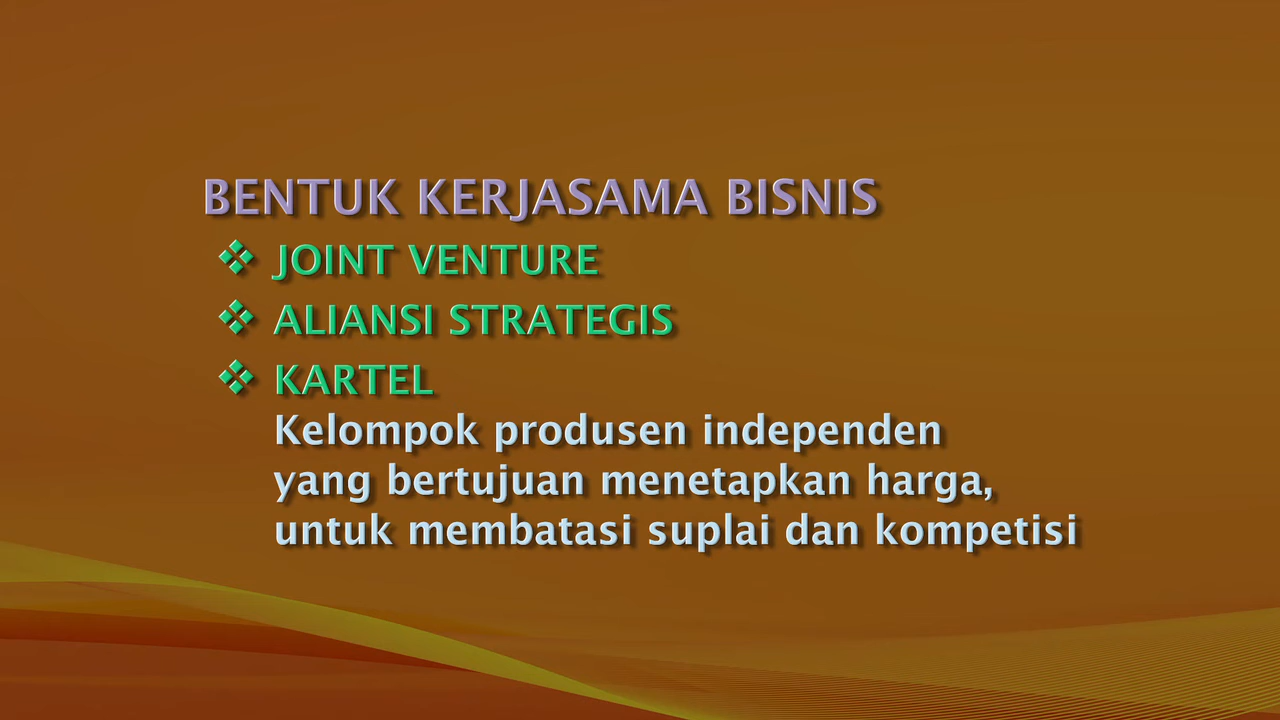 BENTUK KERJASAMA BISNIS
❖ JOINT VENTURE
❖ ALIANSI STRATEGIS
❖ KARTEL
Kelompok produsen independen
yang bertujuan menetapkan harga,
untuk membatasi suplai dan kompetisi